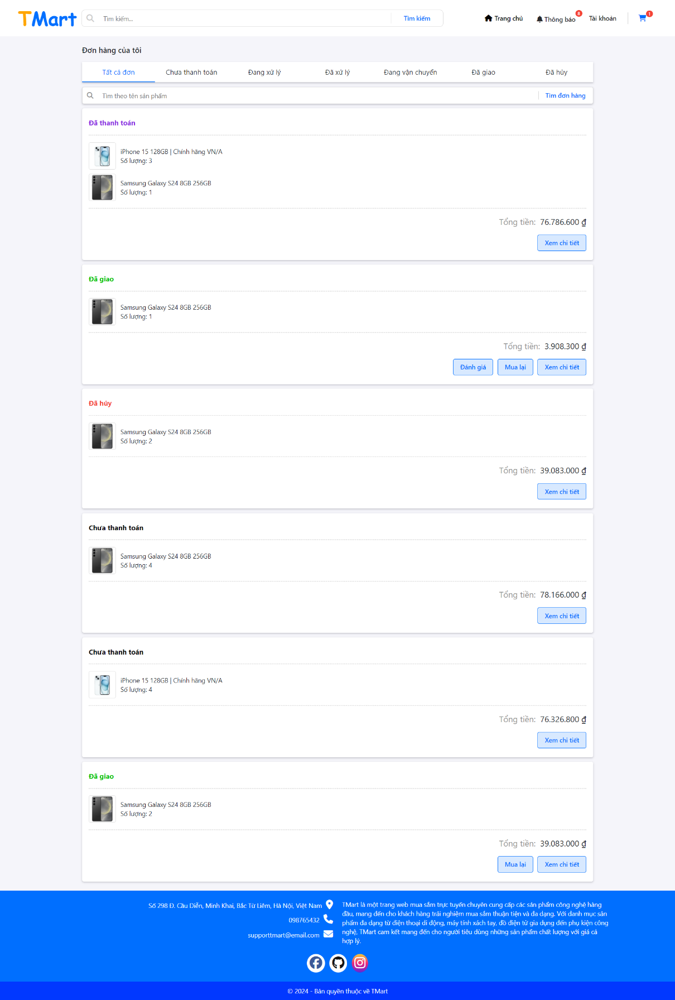 TMart
Tìm kiếm...
Tìm kiếm
Trang chủ
Thông báo
8
Tài khoản
1
Đơn hàng của tôi
Tất cả đơn
Chưa thanh toán
Đang xử lý
Đã xử lý
Đang vận chuyển
Đã giao
Đã hủy
Tìm theo tên sản phẩm
Tìm đơn hàng
Đã thanh toán
iPhone 15 128GB | Chính hãng VN/A
Số lượng: 3
Samsung Galaxy S24 8GB 256GB
Số lượng: 1
Tổng tiền: 76.786.600 ₫
Xem chi tiết
Đã giao
Samsung Galaxy S24 8GB 256GB
Số lượng: 1
Tổng tiền: 3.908.300 ₫
Đánh giá
Mua lại
Xem chi tiết
Đã hủy
Samsung Galaxy S24 8GB 256GB
Số lượng: 2
Tổng tiền: 39.083.000 ₫
Xem chi tiết
Chưa thanh toán
Samsung Galaxy S24 8GB 256GB
Số lượng: 4
Tổng tiền: 78.166.000 ₫
Xem chi tiết
Chưa thanh toán
iPhone 15 128GB | Chính hãng VN/A
Số lượng: 4
Tổng tiền: 76.326.800 ₫
Xem chi tiết
Đã giao
Samsung Galaxy S24 8GB 256GB
Số lượng: 2
Tổng tiền: 39.083.000 ₫
Mua lại
Xem chi tiết
Số 298 Đ. Cầu Diễn, Minh Khai, Bắc Từ Liêm, Hà Nội, Việt Nam
098765432
supporttmart@email.com
TMart là một trang web mua sắm trực tuyến chuyên cung cấp các sản phẩm công nghệ hàng
đầu, mang đến cho khách hàng trải nghiệm mua sắm thuận tiện và đa dạng. Với danh mục sản
phẩm đa dạng từ điện thoại di động, máy tính xách tay, đồ điện tử gia dụng đến phụ kiện công
nghệ, TMart cam kết mang đến cho người tiêu dùng những sản phẩm chất lượng với giá cả
hợp lý.
© 2024 - Bản quyền thuộc về TMart